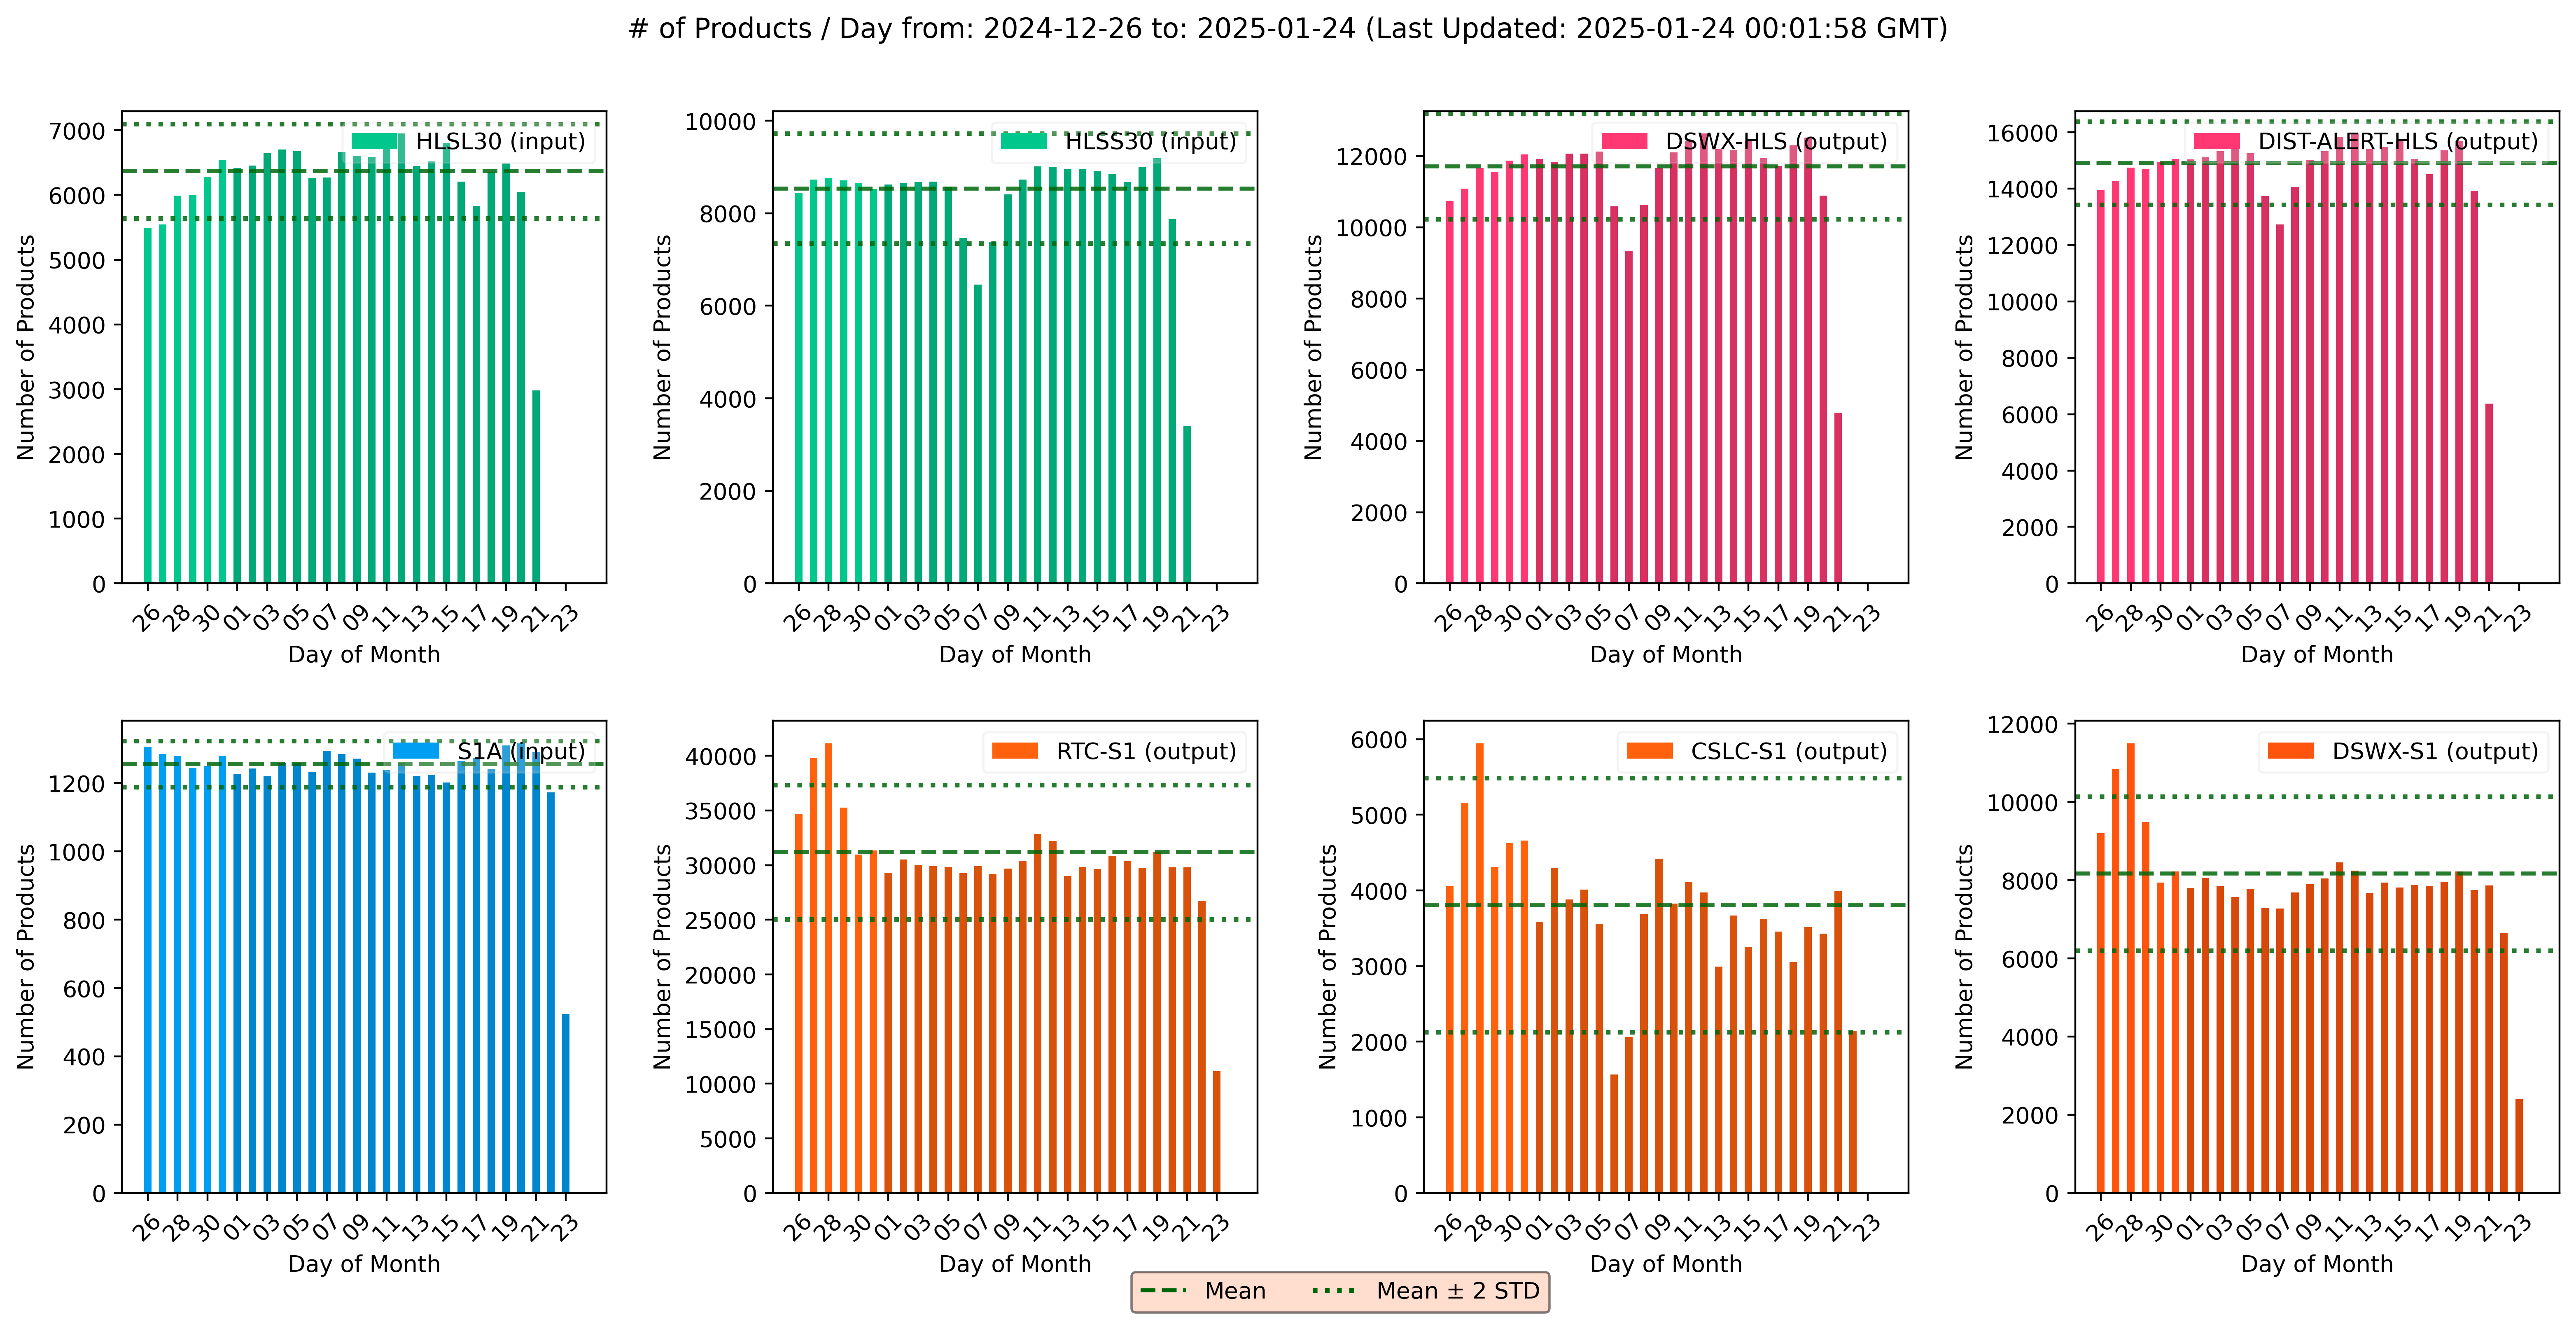 # of Products / Day from: 2024-12-26 to: 2025-01-24 (Last Updated: 2025-01-24 00:01:58 GMT)
HLSL30 (input)
Number of Products
7000
6000
5000
4000
3000
2000
1000
0
26 28 30 01 03 05 07 09 11 13 15 17 19 21 23
Day of Month
HLSS30 (input)
Number of Products
10000
8000
6000
4000
2000
0
26 28 30 01 03 05 07 09 11 13 15 17 19 21 23
Day of Month
DSWX-HLS (output)
Number of Products
12000
10000
8000
6000
4000
2000
0
26 28 30 01 03 05 07 09 11 13 15 17 19 21 23
Day of Month
DIST-ALERT-HLS (output)
Number of Products
16000
14000
12000
10000
8000
6000
4000
2000
0
26 28 30 01 03 05 07 09 11 13 15 17 19 21 23
Day of Month
S1A (input)
Number of Products
1200
1000
800
600
400
200
0
26 28 30 01 03 05 07 09 11 13 15 17 19 21 23
Day of Month
RTC-S1 (output)
Number of Products
40000
35000
30000
25000
20000
15000
10000
5000
0
26 28 30 01 03 05 07 09 11 13 15 17 19 21 23
Day of Month
CSLC-S1 (output)
Number of Products
6000
5000
4000
3000
2000
1000
0
26 28 30 01 03 05 07 09 11 13 15 17 19 21 23
Day of Month
DSWX-S1 (output)
Number of Products
12000
10000
8000
6000
4000
2000
0
26 28 30 01 03 05 07 09 11 13 15 17 19 21 23
Day of Month
Mean
Mean ± 2 STD